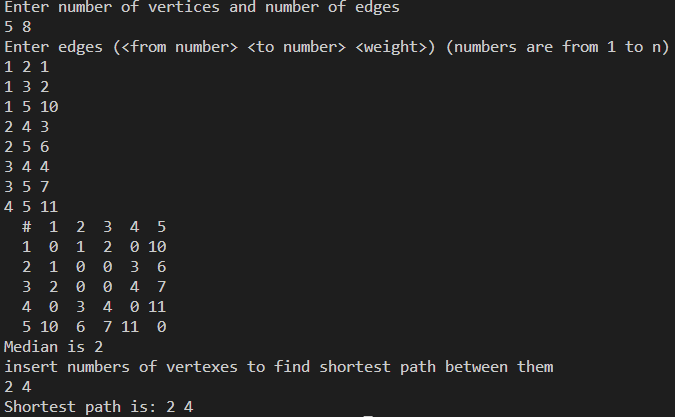 Enter number of vertices and number of edges
5 8
Enter edges (<from number> <to number> <weight>) (numbers are from 1 to n)
1 2 1
1 3 2
1 5 10
2 4 3
2 5 6
3 4 4
3 5 7
4 5 11
# 1 2 3 4 5
1 0 1 2 0 10
2 1 0 0 3 6
3 2 0 0 4 7
4 0 3 4 0 11
5 10 6 7 11 0
Median is 2
insert numbers of vertexes to find shortest path between them
2 4
Shortest path is: 2 4